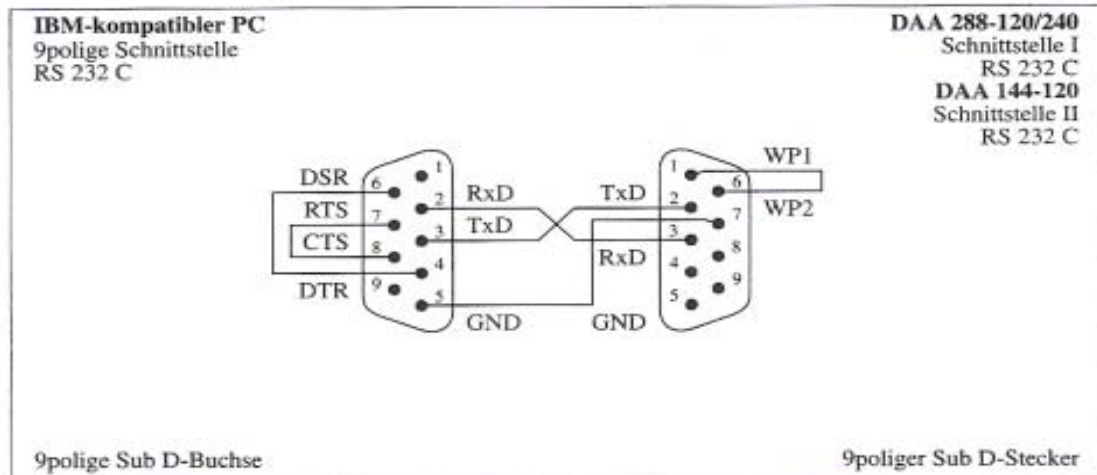 IBM-kompatibler PC
9polige Schnittstelle
RS 232 C
DAA 288-120/240
Schnittstelle I
RS 232 C
DAA 144-120
Schnittstelle II
RS 232 C
DSR
RTS
CTS
DTR
6
7
8
9
1
2
3
4
5
RxD
TxD
GND
TxD
RxD
GND
1
2
3
4
5
6
7
8
9
WP1
WP2
9polige Sub D-Buchse
9poliger Sub D-Stecker